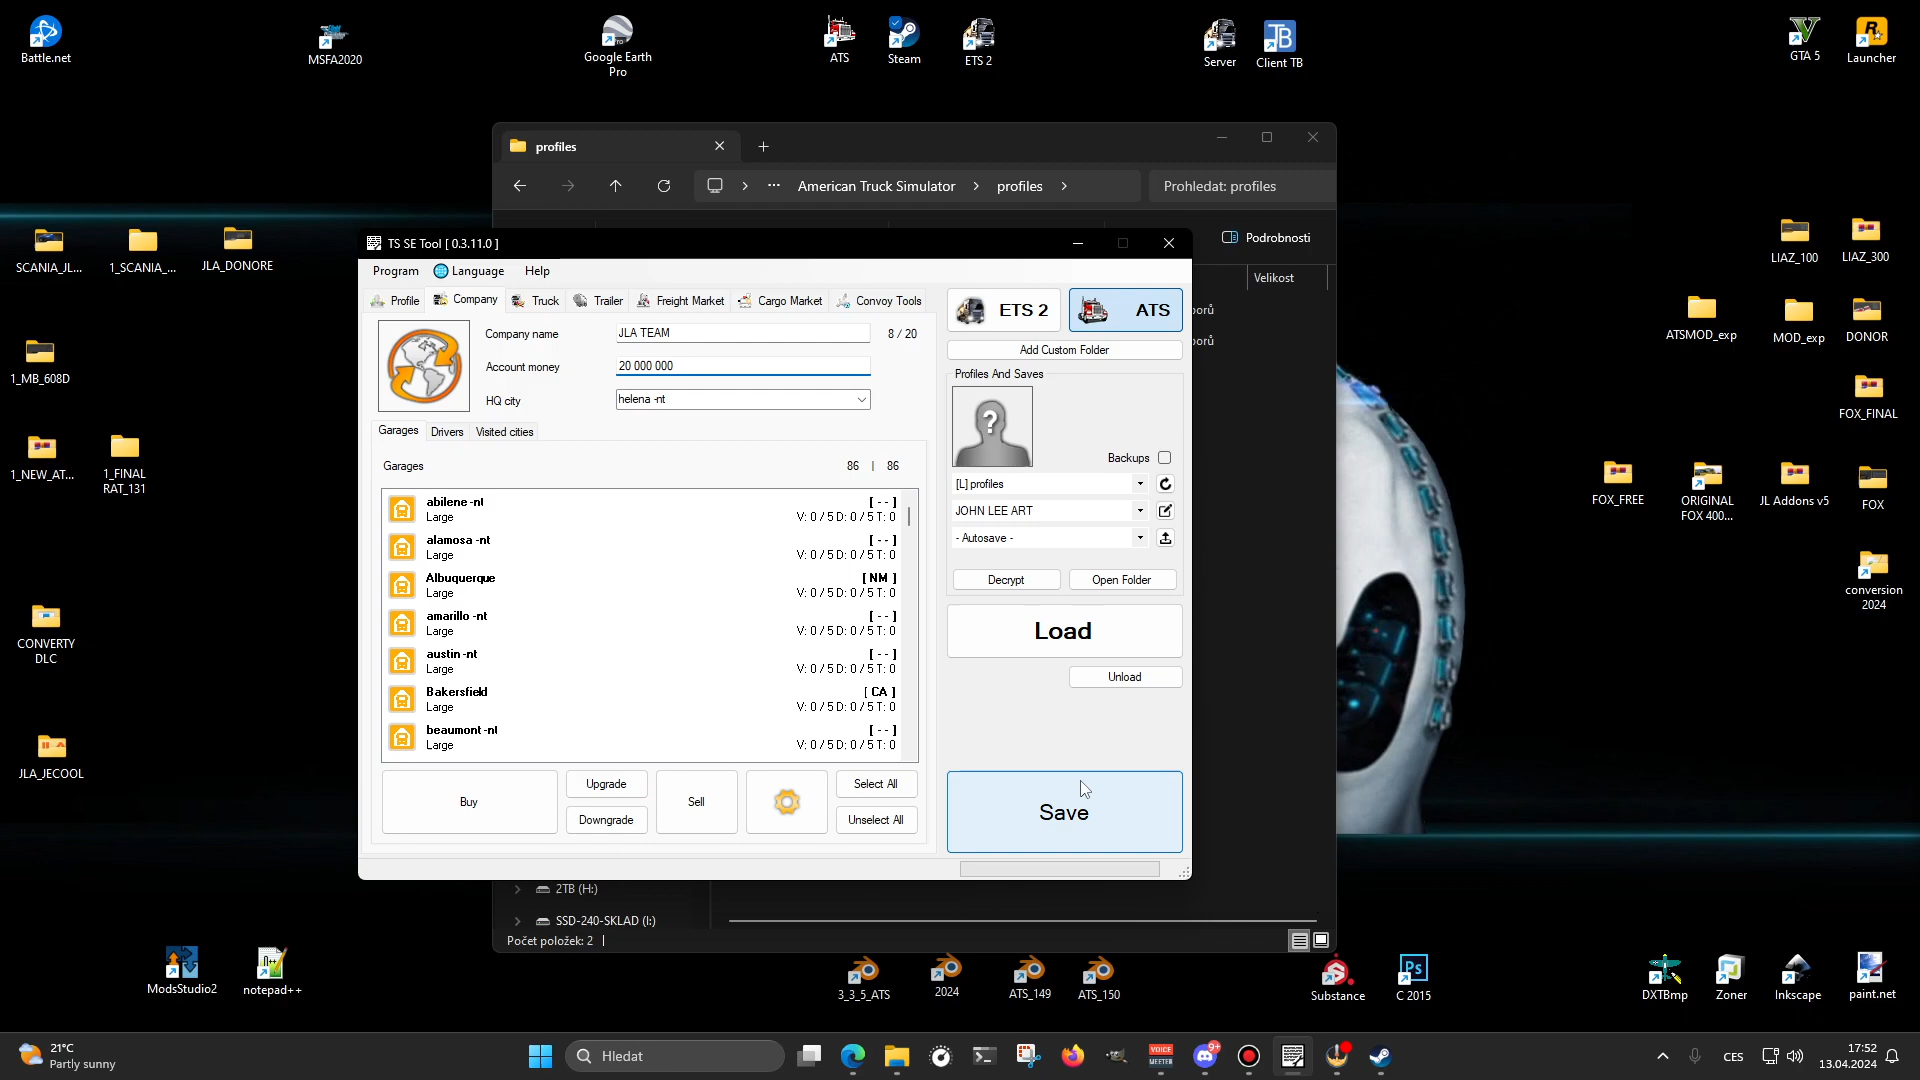 Battle.net
MSFA2020
Google Earth
Pro
ATS
Steam
ETS 2
Server
Client TB
GTA 5
Launcher
SCANIA_JL...
1_SCANIA_...
JLA_DONORE
1_MB_608D
1_NEW_AT...
1_FINAL
RAT_131
CONVERTY
DLC
JLA_JECOOL
ModsStudio2
notepad++
profiles
American Truck Simulator
profiles
Prohledat: profiles
Podrobnosti
Velikost
orů
orů
2TB (H:)
SSD-240-SKLAD (I:)
Počet položek: 2
TS SE Tool [ 0.3.11.0 ]
Program
Language
Help
Profile
Company
Truck
Trailer
Freight Market
Cargo Market
Convoy Tools
Company name
JLA TEAM
8 / 20
Account money
20 000 000
HQ city
helena -nt
Garages
Drivers
Visited cities
Garages
86 | 86
abilene -nt [ - - ]
Large V: 0 / 5 D: 0 / 5 T: 0
alamosa -nt [ - - ]
Large V: 0 / 5 D: 0 / 5 T: 0
Albuquerque [ NM ]
Large V: 0 / 5 D: 0 / 5 T: 0
amarillo -nt [ - - ]
Large V: 0 / 5 D: 0 / 5 T: 0
austin -nt [ - - ]
Large V: 0 / 5 D: 0 / 5 T: 0
Bakersfield [ CA ]
Large V: 0 / 5 D: 0 / 5 T: 0
beaumont -nt [ - - ]
Large V: 0 / 5 D: 0 / 5 T: 0
Buy
Upgrade
Downgrade
Sell
Select All
Unselect All
ETS 2
ATS
Add Custom Folder
Profiles And Saves
?
Backups
[L] profiles
JOHN LEE ART
- Autosave -
Decrypt
Open Folder
Load
Unload
Save
LIAZ_100
LIAZ_300
ATSMOD_exp
MOD_exp
DONOR
FOX_FINAL
FOX_FREE
ORIGINAL
FOX 400...
JL Addons v5
FOX
conversion
2024
3_3_5_ATS
2024
ATS_149
ATS_150
Substance
C 2015
DXTBmp
Zoner
Inkscape
paint.net
21°C
Partly sunny
Hledat
VOICE
MEETER
9+
CES
17:52
13.04.2024